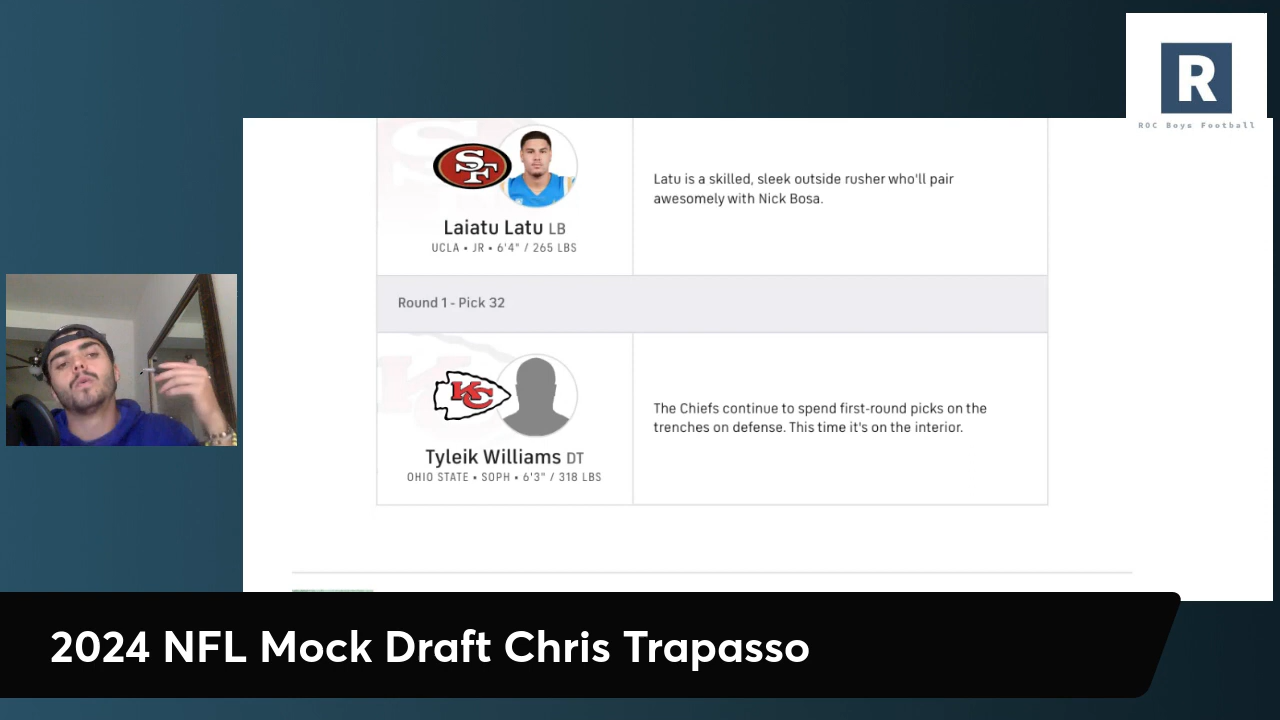 R
ROC Boys Football
SF
Latu is a skilled, sleek outside rusher who'll pair
awesomely with Nick Bosa.
Laiatu Latu LB
UCLA • JR • 6'4" / 265 LBS
Round 1 - Pick 32
KC
The Chiefs continue to spend first-round picks on the
trenches on defense. This time it's on the interior.
Tyleik Williams DT
OHIO STATE • SOPH • 6'3" / 318 LBS
2024 NFL Mock Draft Chris Trapasso